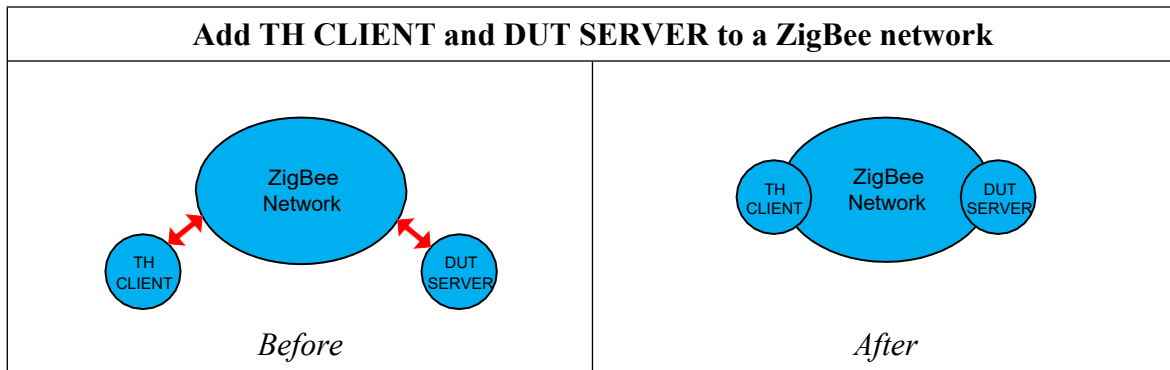 Add TH CLIENT and DUT SERVER to a ZigBee network
ZigBee
Network
TH
CLIENT
DUT
SERVER
Before
ZigBee
Network
TH
CLIENT
DUT
SERVER
After